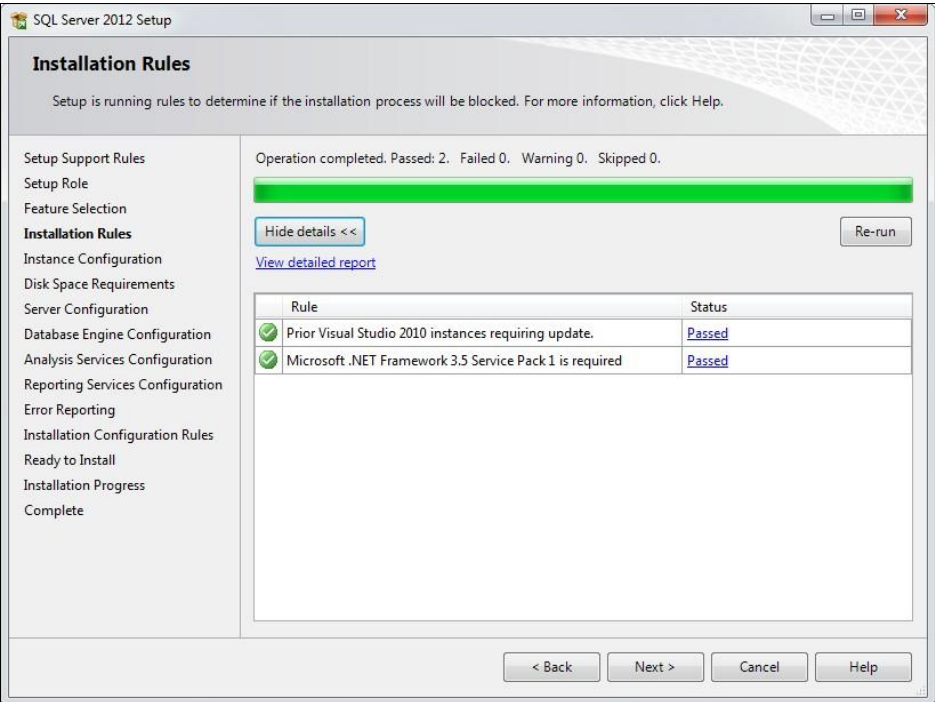 SQL Server 2012 Setup
Installation Rules
Setup is running rules to determine if the installation process will be blocked. For more information, click Help.
Setup Support Rules
Setup Role
Feature Selection
Installation Rules
Instance Configuration
Disk Space Requirements
Server Configuration
Database Engine Configuration
Analysis Services Configuration
Reporting Services Configuration
Error Reporting
Installation Configuration Rules
Ready to Install
Installation Progress
Complete
Operation completed. Passed: 2. Failed 0. Warning 0. Skipped 0.
Hide details <<
Re-run
View detailed report
Rule Status
Prior Visual Studio 2010 instances requiring update. Passed
Microsoft .NET Framework 3.5 Service Pack 1 is required Passed
< Back Next > Cancel Help